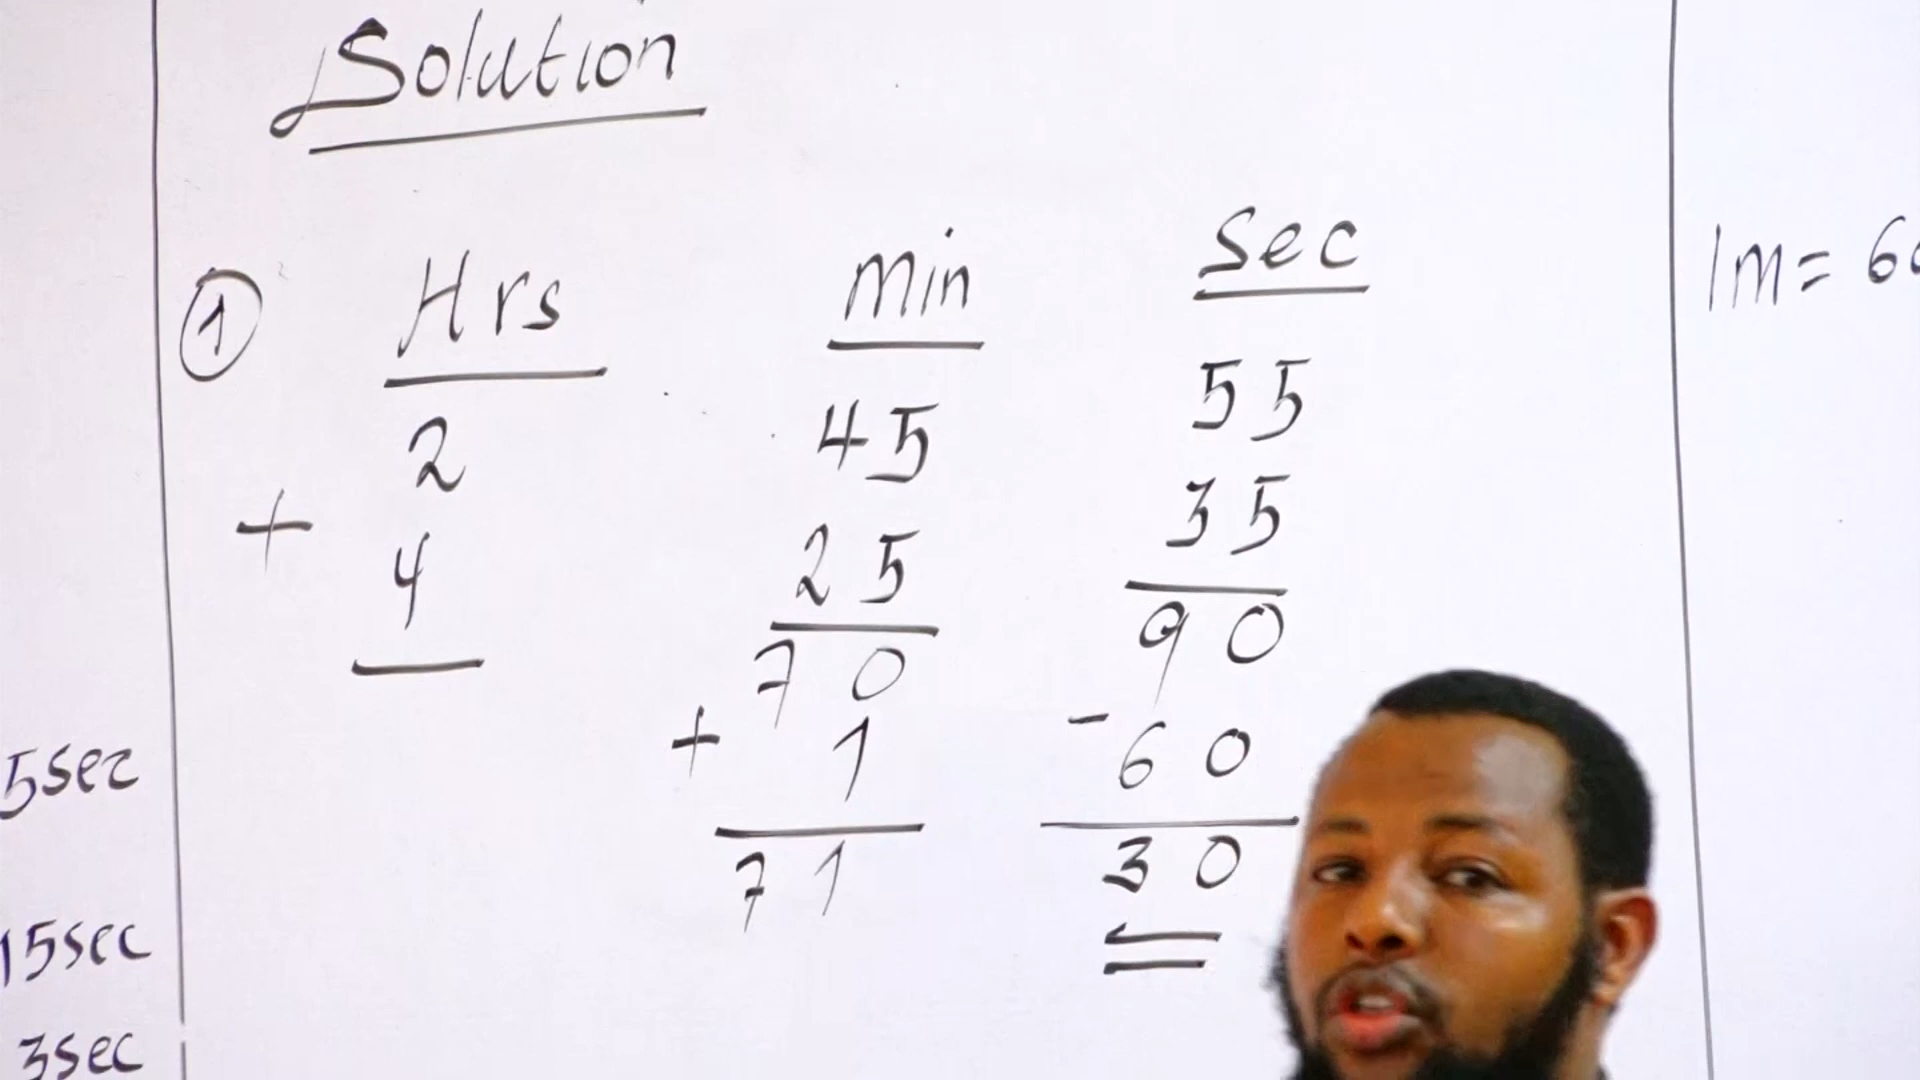 Solution
① Hrs Min Sec
2 45 55
+ 4 25 35
70 90
+ 1 - 60
71 30
1m = 60
5sec
15sec
3sec